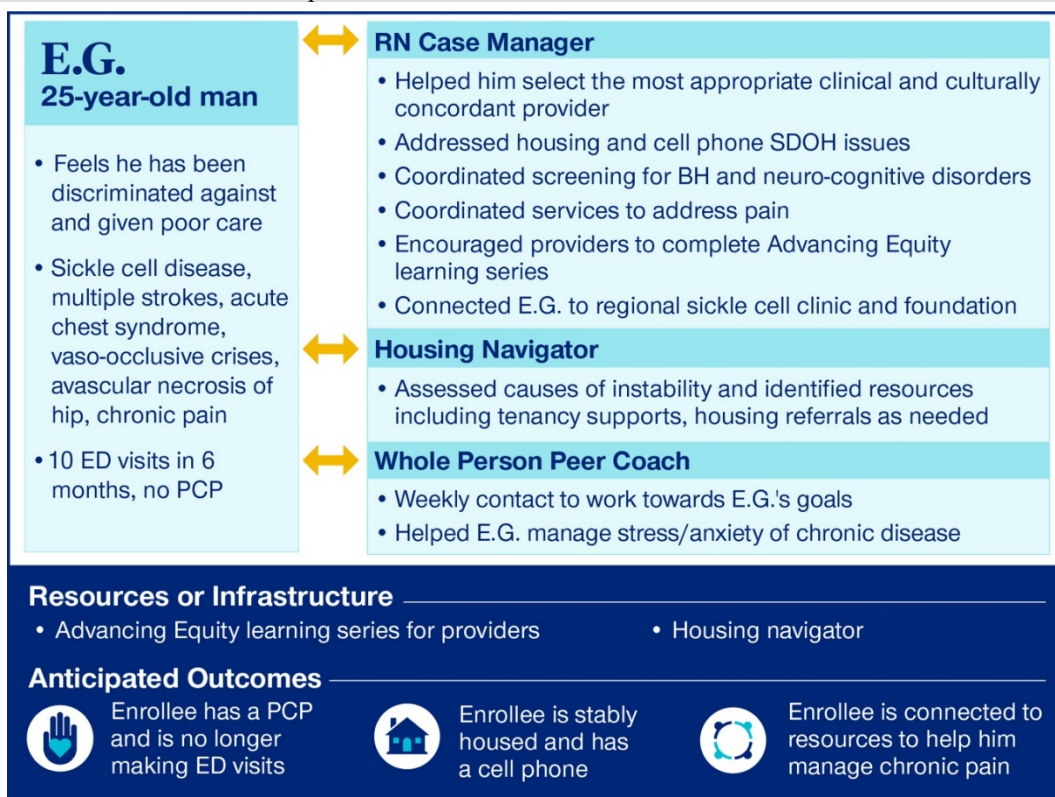 E.G.
25-year-old man
• Feels he has been
discriminated against
and given poor care
• Sickle cell disease,
multiple strokes, acute
chest syndrome,
vaso-occlusive crises,
avascular necrosis of
hip, chronic pain
• 10 ED visits in 6
months, no PCP
RN Case Manager
• Helped him select the most appropriate clinical and culturally
concordant provider
• Addressed housing and cell phone SDOH issues
• Coordinated screening for BH and neuro-cognitive disorders
• Coordinated services to address pain
• Encouraged providers to complete Advancing Equity
learning series
• Connected E.G. to regional sickle cell clinic and foundation
Housing Navigator
• Assessed causes of instability and identified resources
including tenancy supports, housing referrals as needed
Whole Person Peer Coach
• Weekly contact to work towards E.G.'s goals
• Helped E.G. manage stress/anxiety of chronic disease
Resources or Infrastructure
• Advancing Equity learning series for providers
• Housing navigator
Anticipated Outcomes
Enrollee has a PCP
and is no longer
making ED visits
Enrollee is stably
housed and has
a cell phone
Enrollee is connected to
resources to help him
manage chronic pain